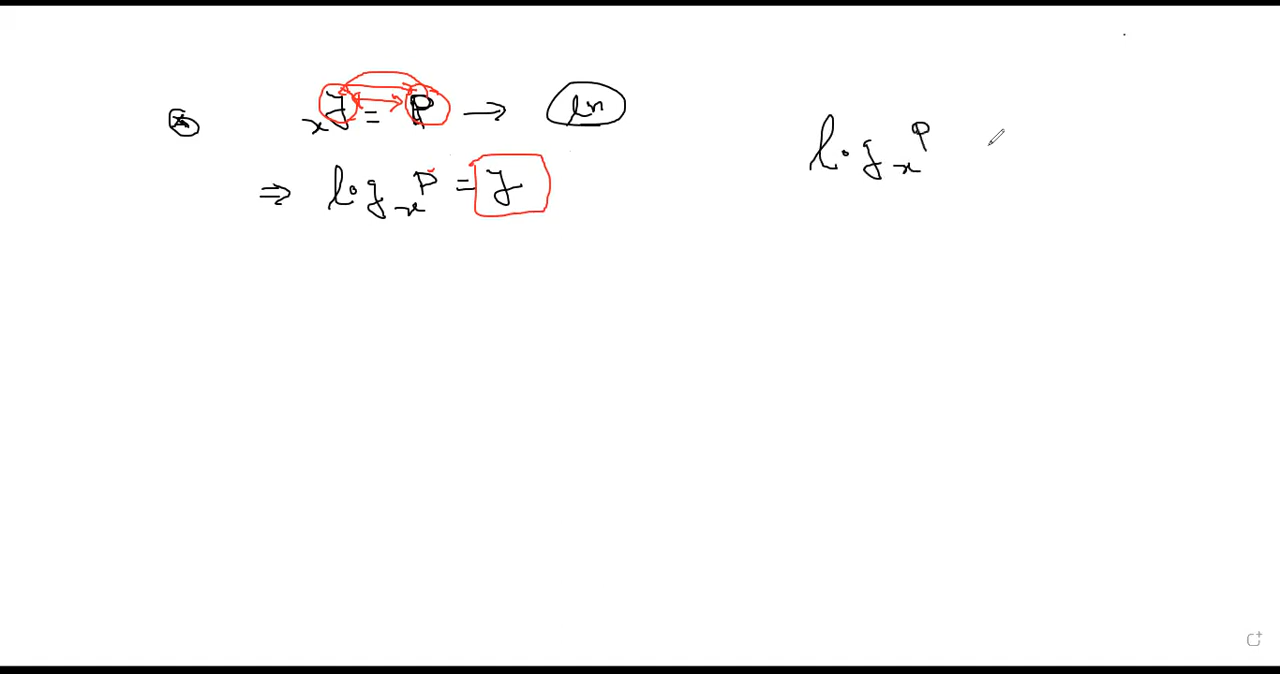 x^y = P → ln
⇒ log_x P = y
log_x P